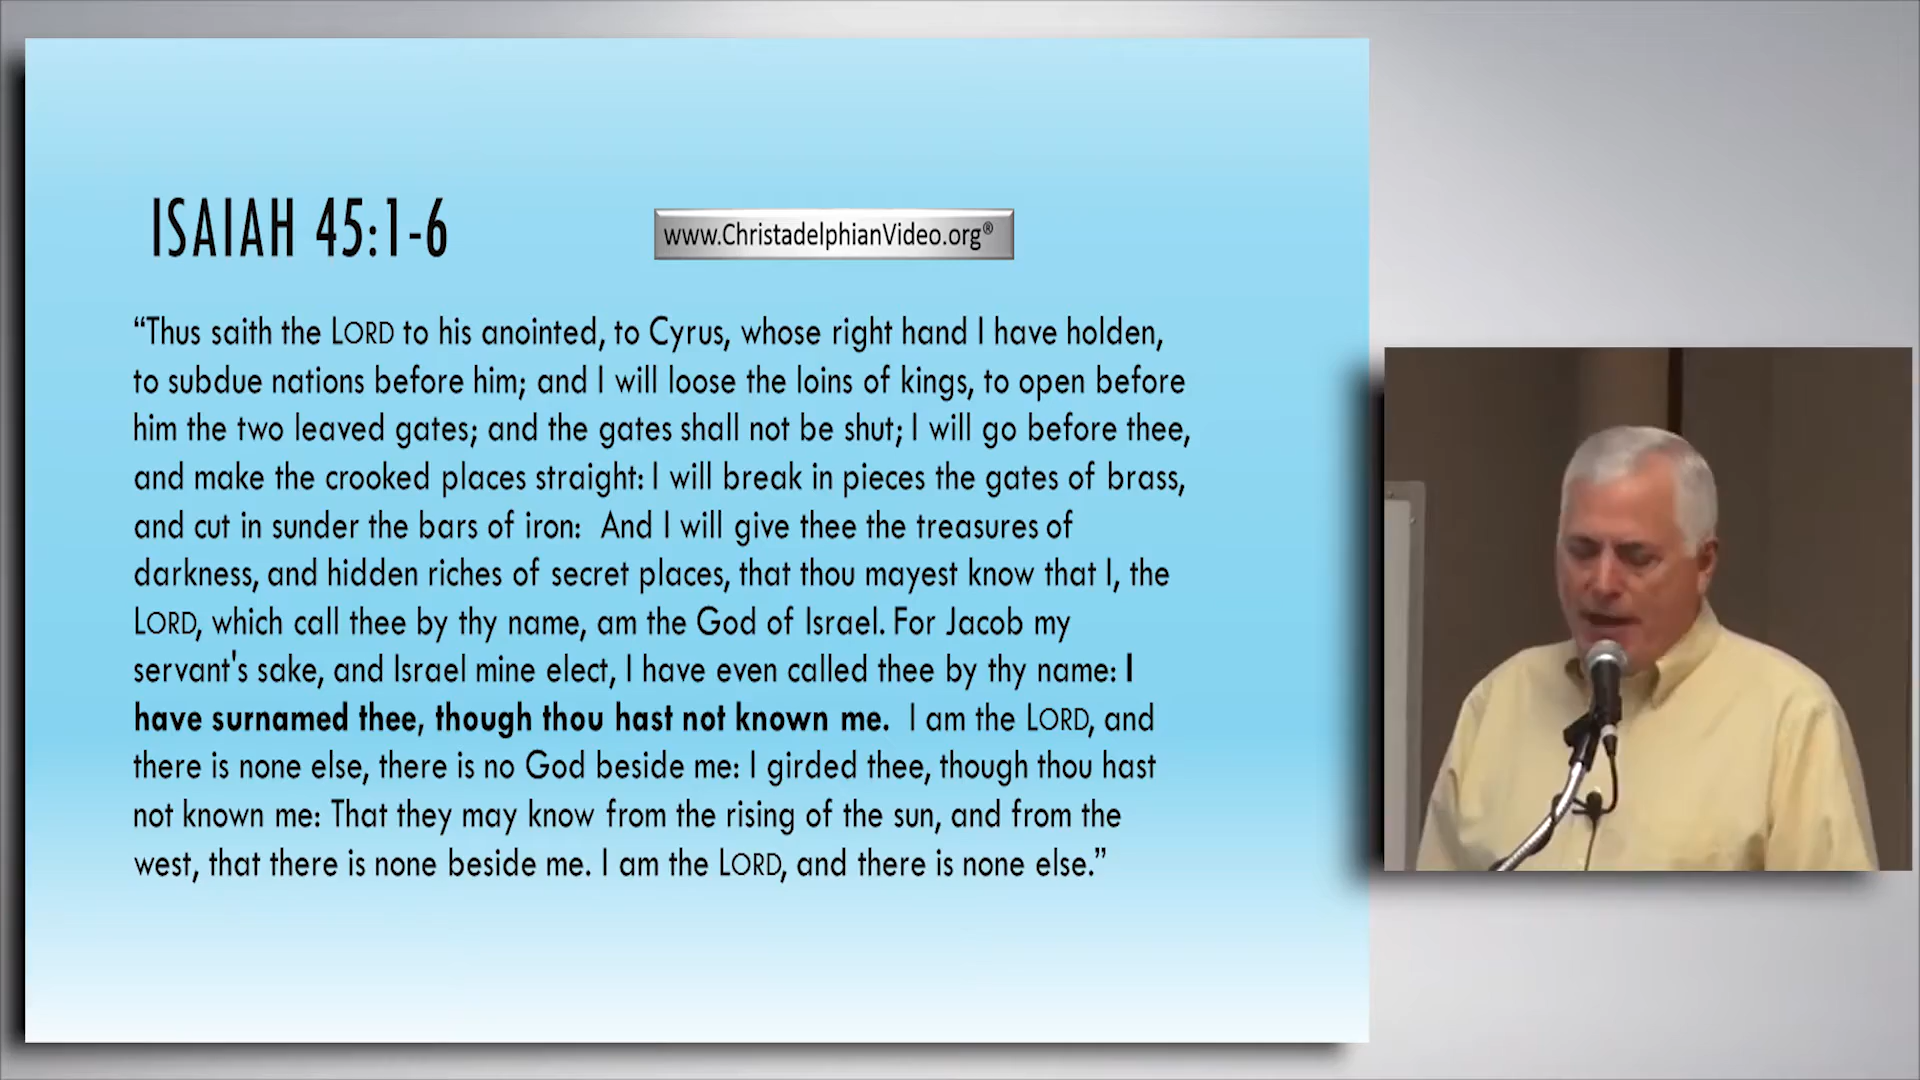 ISAIAH 45:1-6
www.ChristadelphianVideo.org®
“Thus saith the LORD to his anointed, to Cyrus, whose right hand I have holden,
to subdue nations before him; and I will loose the loins of kings, to open before
him the two leaved gates; and the gates shall not be shut; I will go before thee,
and make the crooked places straight: I will break in pieces the gates of brass,
and cut in sunder the bars of iron:  And I will give thee the treasures of
darkness, and hidden riches of secret places, that thou mayest know that I, the
LORD, which call thee by thy name, am the God of Israel. For Jacob my
servant's sake, and Israel mine elect, I have even called thee by thy name: I
have surnamed thee, though thou hast not known me.  I am the LORD, and
there is none else, there is no God beside me: I girded thee, though thou hast
not known me: That they may know from the rising of the sun, and from the
west, that there is none beside me. I am the LORD, and there is none else.”